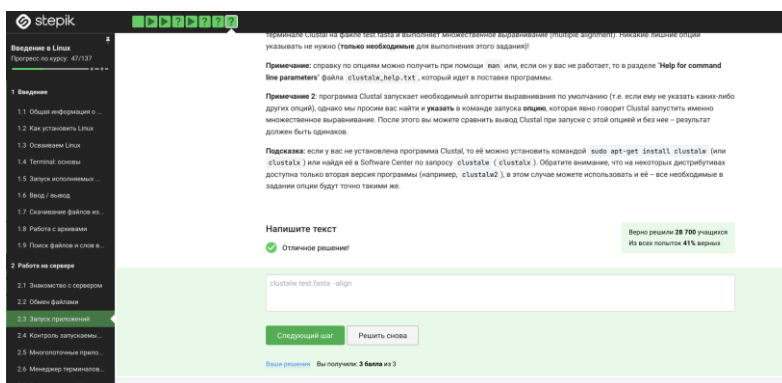 stepik
Введение в Linux
Прогресс по курсу: 47/137
1 Введение
1.1 Общая информация о ...
1.2 Как установить Linux
1.3 Осваиваем Linux
1.4 Terminal: основы
1.5 Запуск исполняемых ...
1.6 Ввод / вывод
1.7 Скачивание файлов из...
1.8 Работа с архивами
1.9 Поиск файлов и слов в...
2 Работа на сервере
2.1 Знакомство с сервером
2.2 Обмен файлами
2.3 Запуск приложений
2.4 Контроль запускаемы...
2.5 Многопоточные прило...
2.6 Менеджер терминалов...
терминале Clustal на файле test.fasta и выполняет множественное выравнивание (multiple alignment). Никакие лишние опции
указывать не нужно (только необходимые для выполнения этого задания)!
Примечание: справку по опциям можно получить при помощи man или, если он у вас не работает, то в разделе "Help for command
line parameters" файла clustalw_help.txt, который идет в поставке программы.
Примечание 2: программа Clustal запускает необходимый алгоритм выравнивания по умолчанию (т.е. если ему не указать каких-либо
других опций), однако мы просим вас найти и указать в команде запуска опцию, которая явно говорит Clustal запустить именно
множественное выравнивание. После этого вы можете сравнить вывод Clustal при запуске с этой опцией и без нее – результат
должен быть одинаков.
Подсказка: если у вас не установлена программа Clustal, то её можно установить командой sudo apt-get install clustalw (или
clustalx) или найдя её в Software Center по запросу clustalw (clustalx). Обратите внимание, что на некоторых дистрибутивах
доступна только вторая версия программы (например, clustalw2), в этом случае можете использовать и её – все необходимые в
задании опции будут точно такими же.
Напишите текст
Отличное решение!
Верно решили 28 700 учащихся
Из всех попыток 41% верных
clustalw test.fasta -align
Следующий шаг
Решить снова
Ваши решения Вы получили: 3 балла из 3